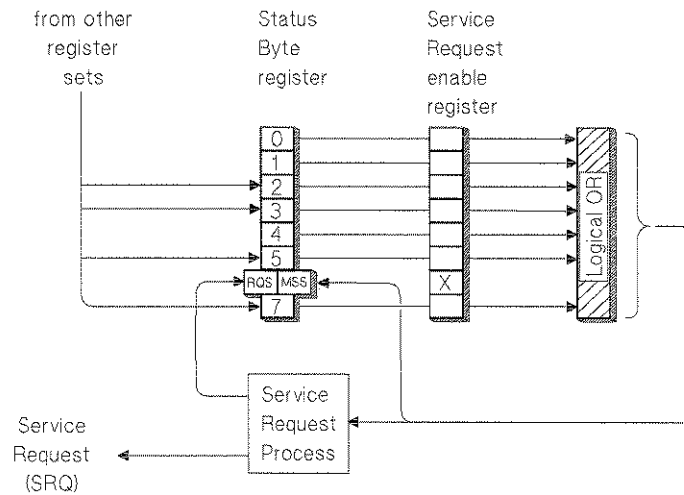 from other
register
sets
Status
Byte
register
Service
Request
enable
register
0
1
2
3
4
5
RQS MSS
7
X
Logical OR
Service
Request
Process
Service
Request
(SRQ)